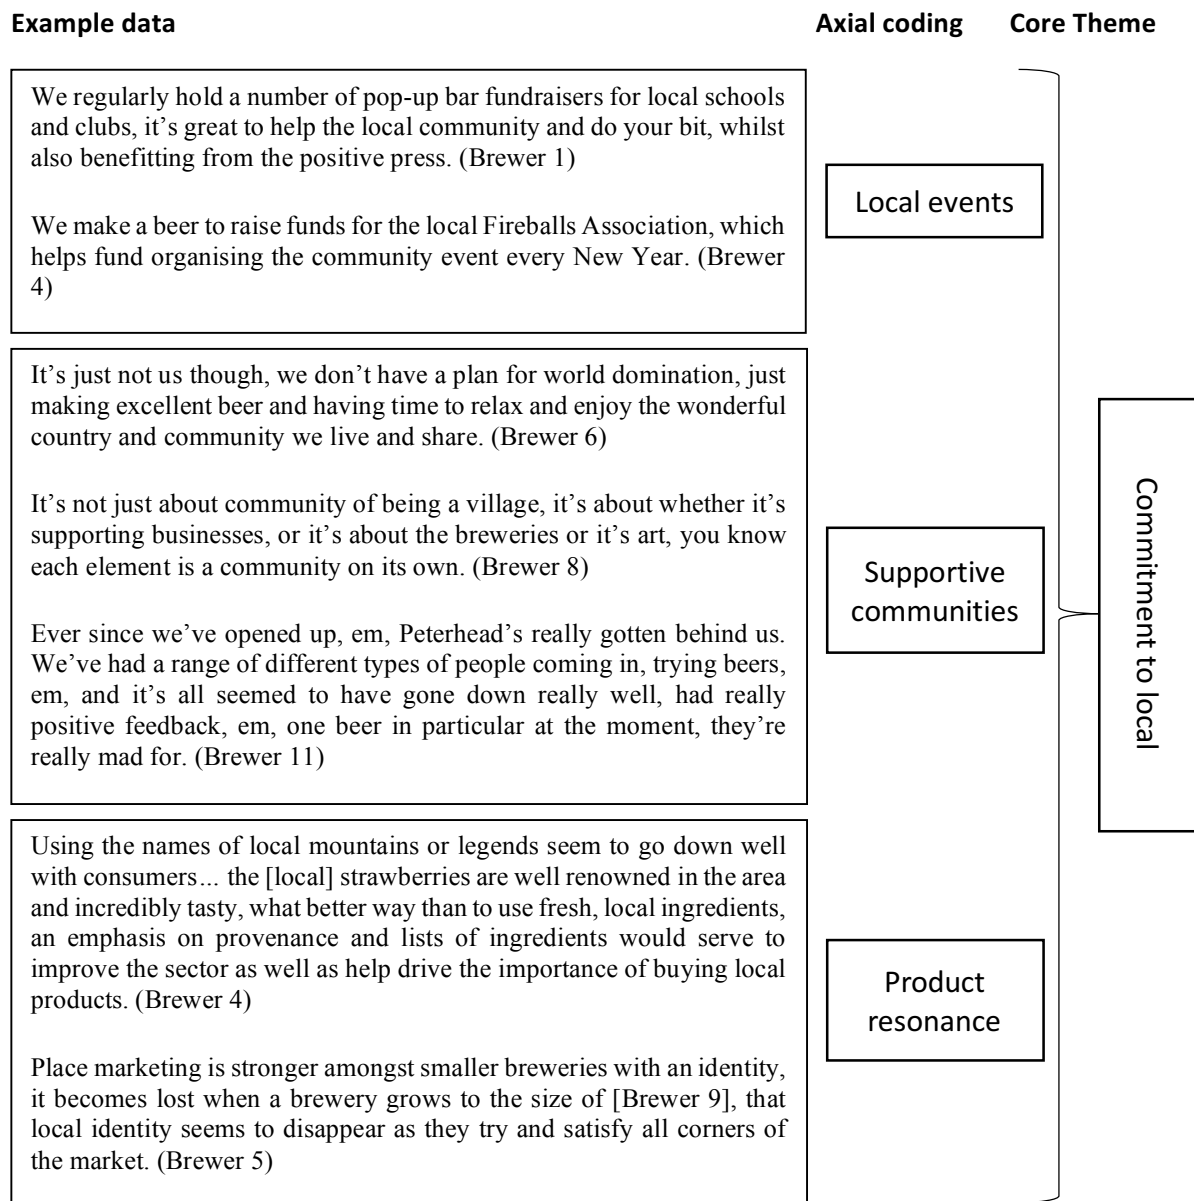 Example data Axial coding Core Theme
We regularly hold a number of pop-up bar fundraisers for local schools
and clubs, it's great to help the local community and do your bit, whilst
also benefitting from the positive press. (Brewer 1)
We make a beer to raise funds for the local Fireballs Association, which
helps fund organising the community event every New Year. (Brewer
4)
Local events
It's just not us though, we don't have a plan for world domination, just
making excellent beer and having time to relax and enjoy the wonderful
country and community we live and share. (Brewer 6)
It's not just about community of being a village, it's about whether it's
supporting businesses, or it's about the breweries or it's art, you know
each element is a community on its own. (Brewer 8)
Ever since we've opened up, em, Peterhead's really gotten behind us.
We've had a range of different types of people coming in, trying beers,
em, and it's all seemed to have gone down really well, had really
positive feedback, em, one beer in particular at the moment, they're
really mad for. (Brewer 11)
Supportive
communities
Using the names of local mountains or legends seem to go down well
with consumers... the [local] strawberries are well renowned in the area
and incredibly tasty, what better way than to use fresh, local ingredients,
an emphasis on provenance and lists of ingredients would serve to
improve the sector as well as help drive the importance of buying local
products. (Brewer 4)
Place marketing is stronger amongst smaller breweries with an identity,
it becomes lost when a brewery grows to the size of [Brewer 9], that
local identity seems to disappear as they try and satisfy all corners of
the market. (Brewer 5)
Product
resonance
Commitment to local